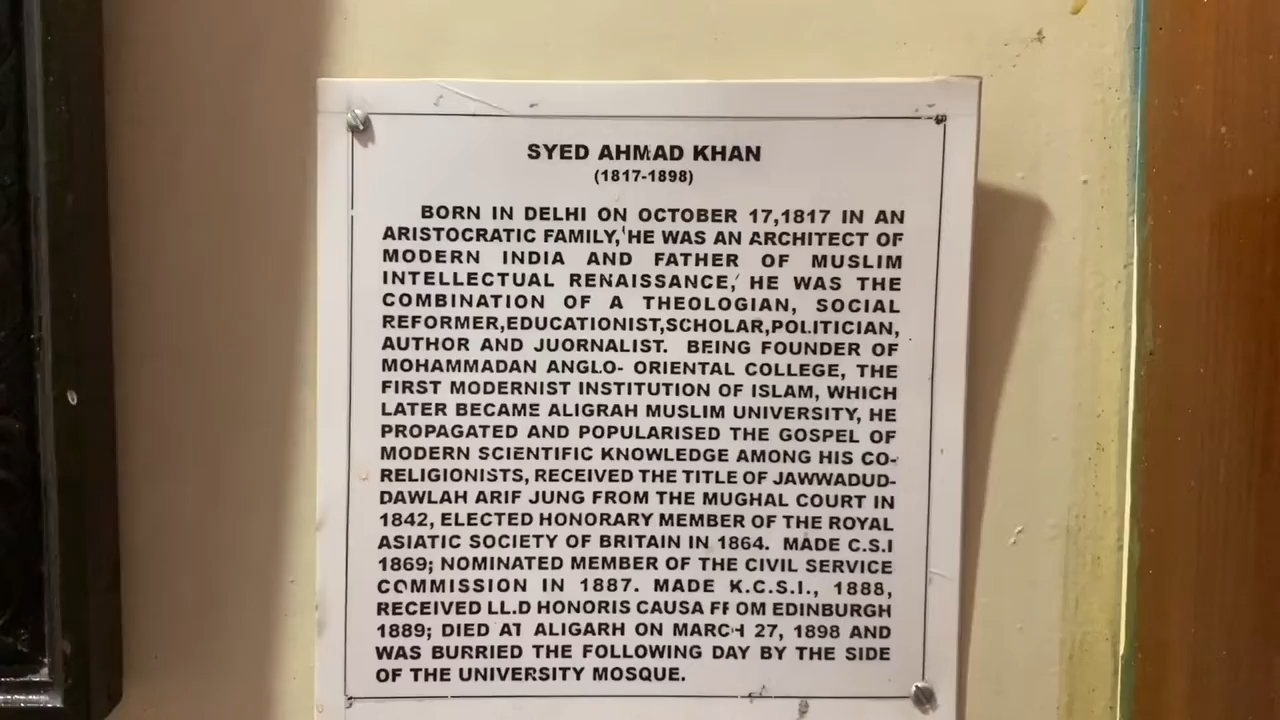 SYED AHMAD KHAN
(1817-1898)
BORN IN DELHI ON OCTOBER 17,1817 IN AN
ARISTOCRATIC FAMILY, HE WAS AN ARCHITECT OF
MODERN INDIA AND FATHER OF MUSLIM
INTELLECTUAL RENAISSANCE, HE WAS THE
COMBINATION OF A THEOLOGIAN, SOCIAL
REFORMER,EDUCATIONIST,SCHOLAR,POLITICIAN,
AUTHOR AND JUORNALIST. BEING FOUNDER OF
MOHAMMADAN ANGLO- ORIENTAL COLLEGE, THE
FIRST MODERNIST INSTITUTION OF ISLAM, WHICH
LATER BECAME ALIGRAH MUSLIM UNIVERSITY, HE
PROPAGATED AND POPULARISED THE GOSPEL OF
MODERN SCIENTIFIC KNOWLEDGE AMONG HIS CO-
RELIGIONISTS, RECEIVED THE TITLE OF JAWWADUD-
DAWLAH ARIF JUNG FROM THE MUGHAL COURT IN
1842, ELECTED HONORARY MEMBER OF THE ROYAL
ASIATIC SOCIETY OF BRITAIN IN 1864. MADE C.S.I
1869; NOMINATED MEMBER OF THE CIVIL SERVICE
COMMISSION IN 1887. MADE K.C.S.I., 1888,
RECEIVED LL.D HONORIS CAUSA FROM EDINBURGH
1889; DIED AT ALIGARH ON MARCH 27, 1898 AND
WAS BURRIED THE FOLLOWING DAY BY THE SIDE
OF THE UNIVERSITY MOSQUE.